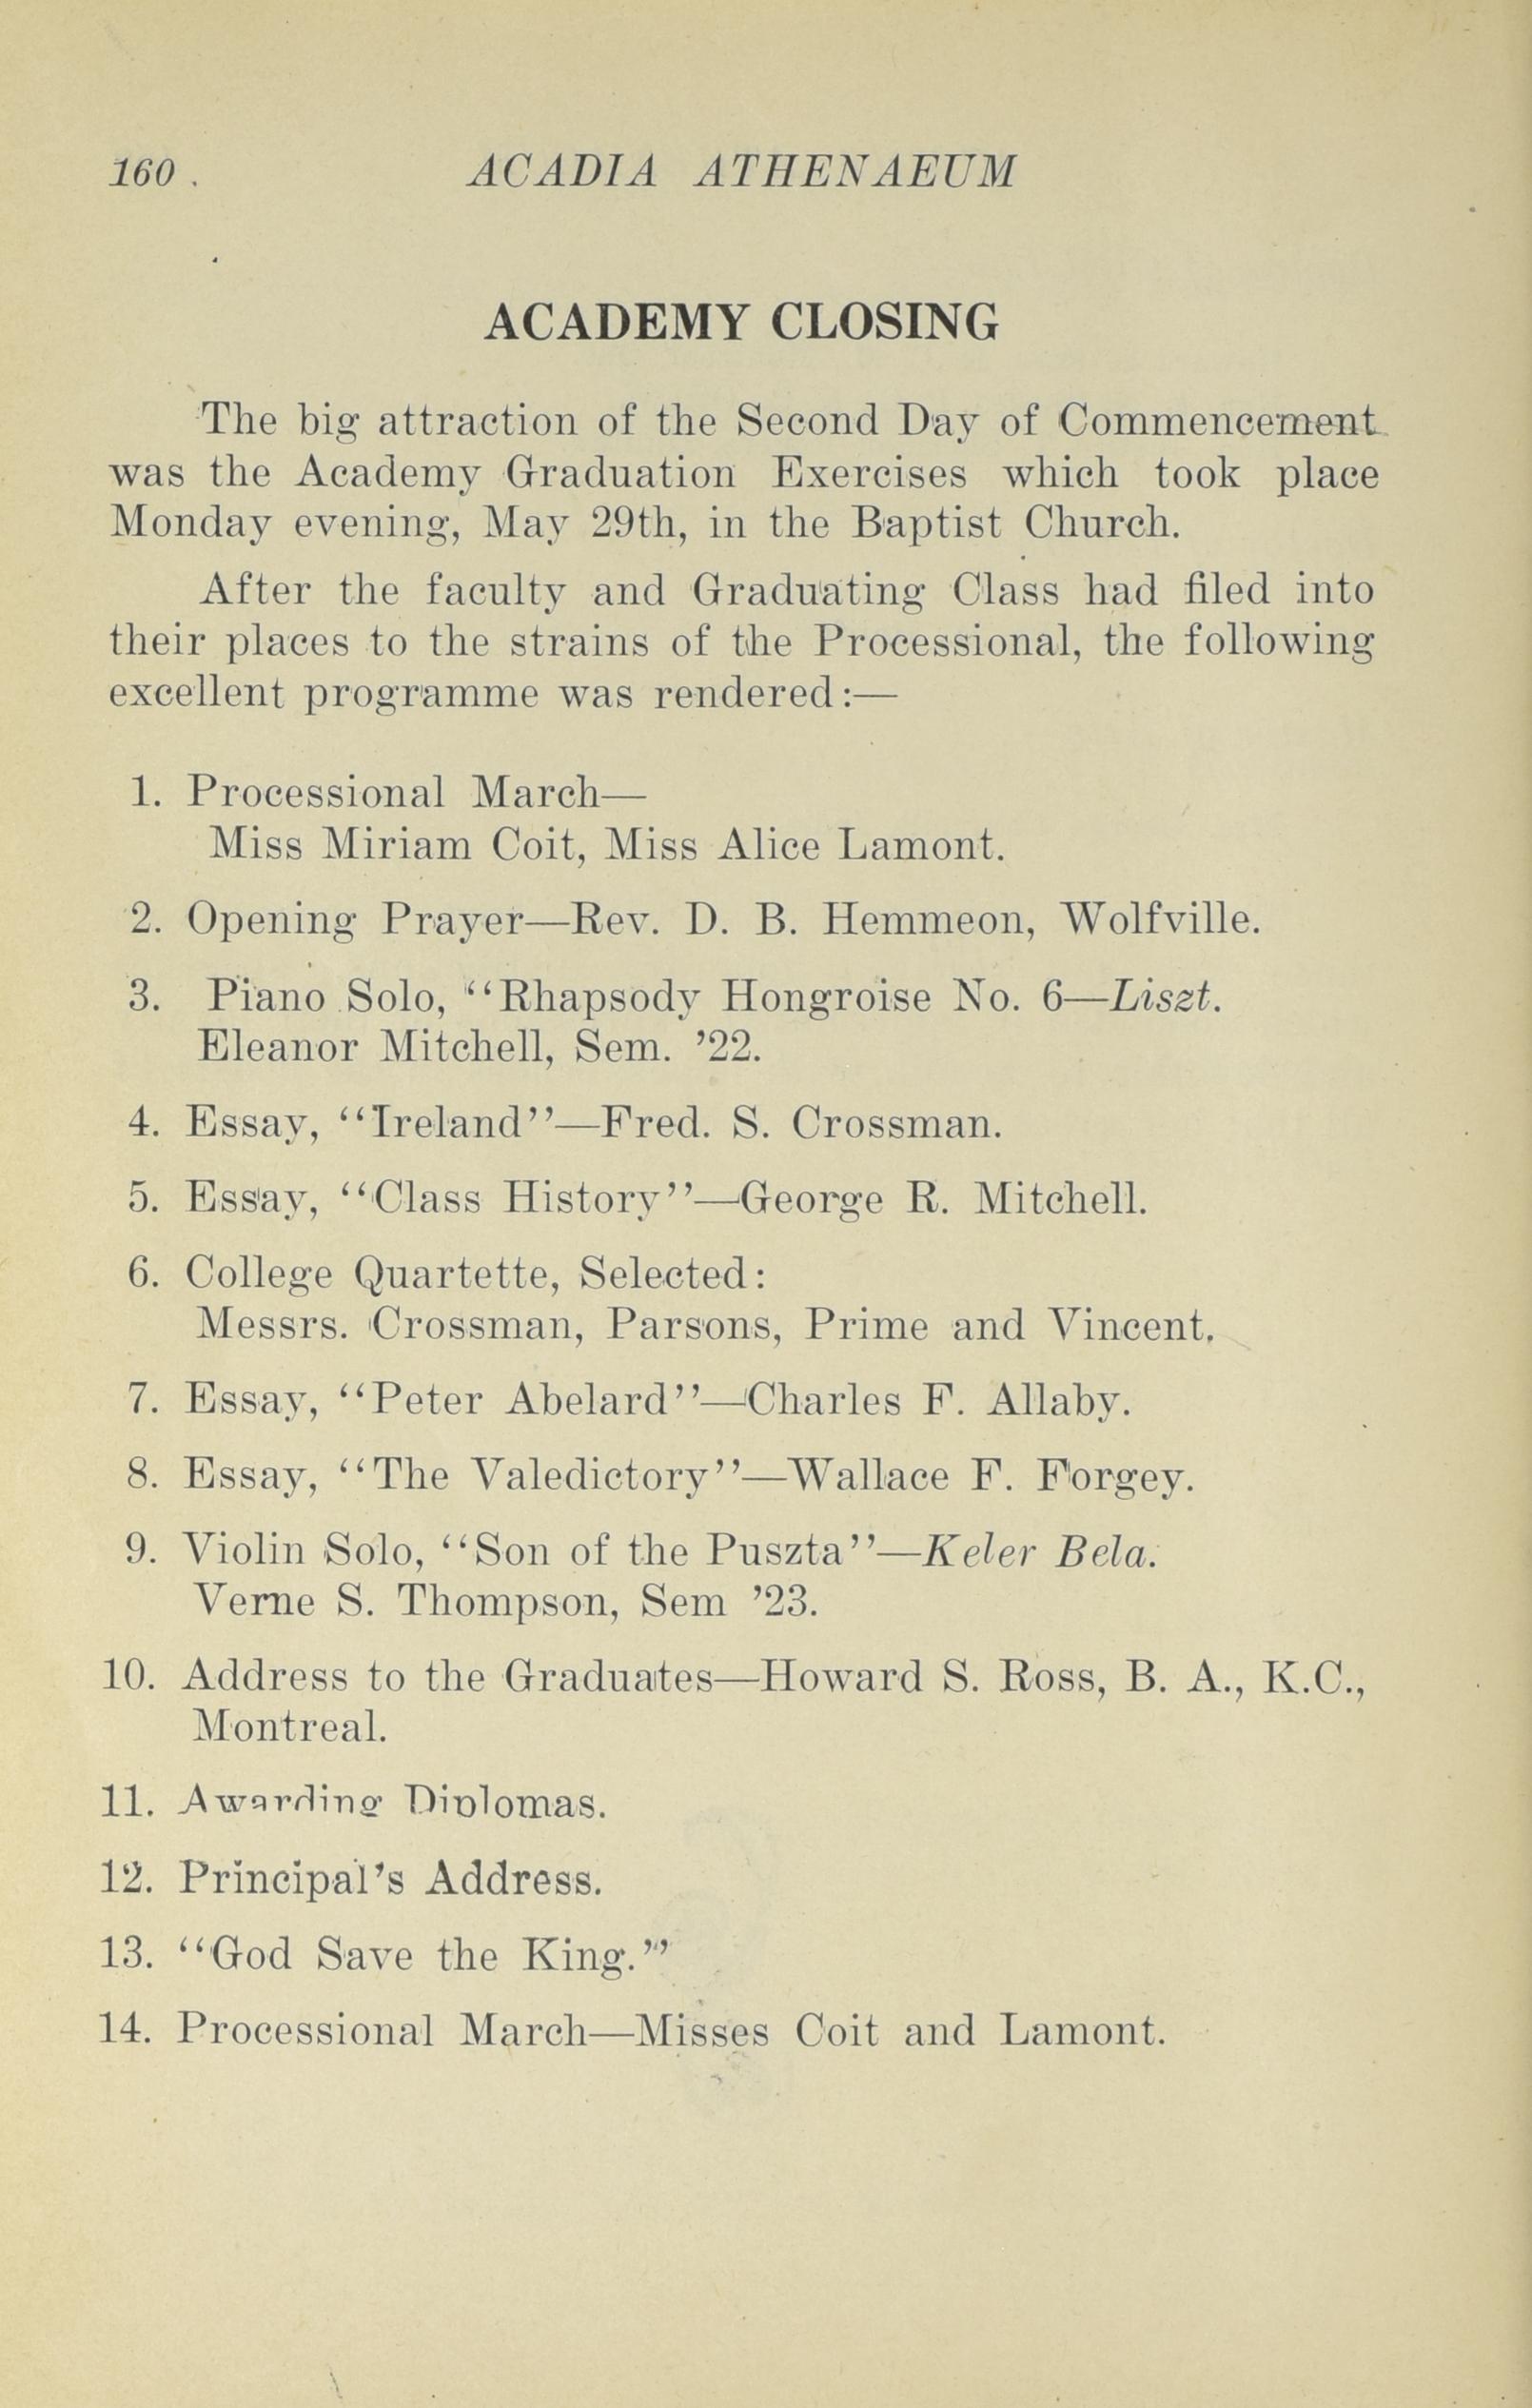 160 .
ACADIA ATHENAEUM
ACADEMY CLOSING
The big attraction of the Second Day of Commencement
was the Academy Graduation Exercises which took place
Monday evening, May 29th, in the Baptist Church.
After the faculty and Graduating Class had filed into
their places to the strains of the Processional, the following
excellent programme was rendered:—
1. Processional March—
Miss Miriam Coit, Miss Alice Lamont.
2. Opening Prayer—Rev. D. B. Hemmeon, Wolfville.
3. Piano Solo, “Rhapsody Hongroise No. 6—Liszt.
Eleanor Mitchell, Sem. ’22.
4. Essay, “Ireland”—Fred. S. Crossman.
5. Essay, “Class History”—George R. Mitchell.
6. College Quartette, Selected:
Messrs. Crossman, Parsons, Prime and Vincent.
7. Essay, “Peter Abelard”—Charles F. Allaby.
8. Essay, “The Valedictory”—Wallace F. Forgey.
9. Violin Solo, “Son of the Puszta”—Keler Bela.
Verne S. Thompson, Sem ’23.
10. Address to the Graduates—Howard S. Ross, B. A., K.C.,
Montreal.
11. Awarding Diplomas.
12. Principal’s Address.
13. “God Save the King.”
14. Processional March—Misses Coit and Lamont.